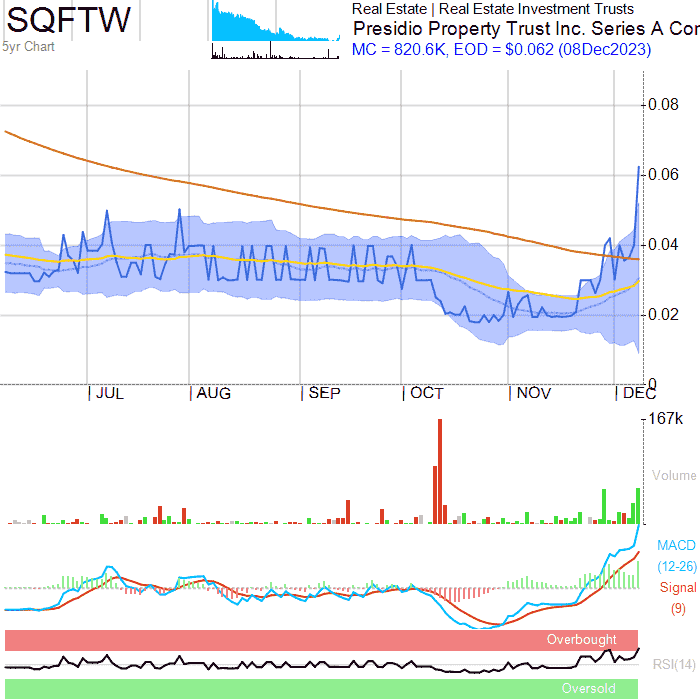 SQFTW
5yr Chart
Real Estate | Real Estate Investment Trusts
Presidio Property Trust Inc. Series A Cor
MC = 820.6K, EOD = $0.062 (08Dec2023)
0.08
0.06
0.04
0.02
0
JUL AUG SEP OCT NOV DEC
167k
Volume
MACD
(12-26)
Signal
(9)
Overbought
RSI(14)
Oversold